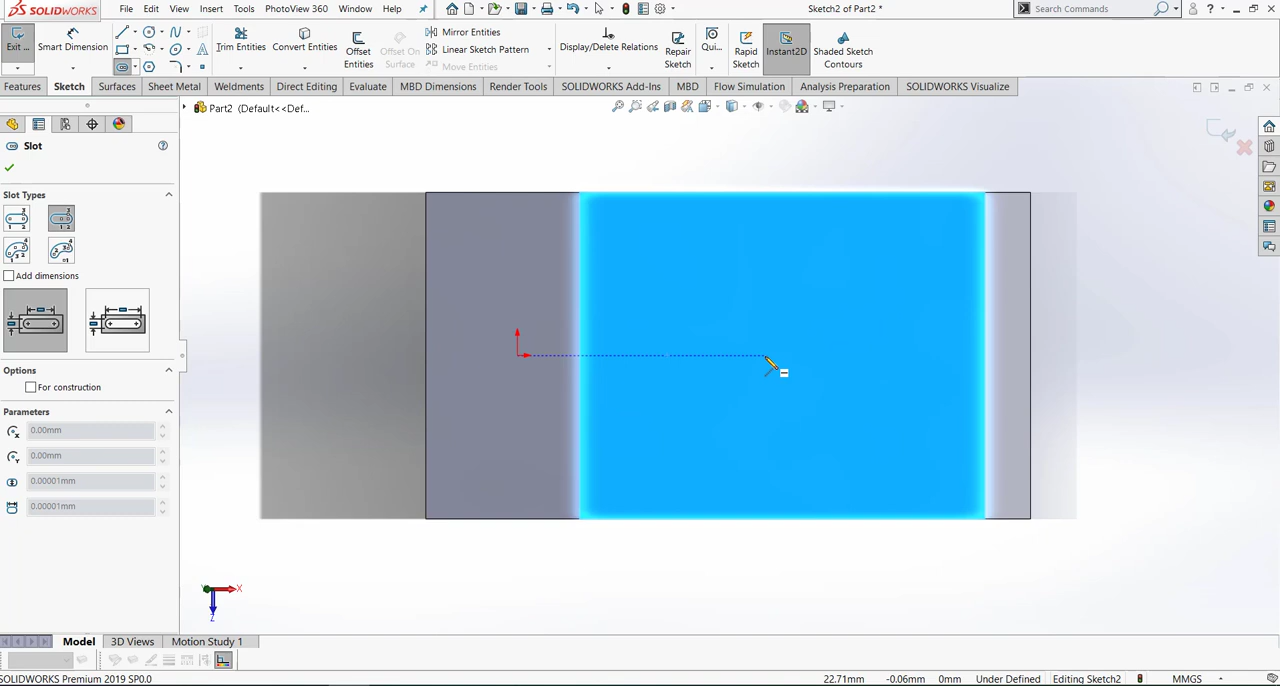 SOLIDWORKS File Edit View Insert Tools PhotoView 360 Window Help Sketch2 of Part2 * Search Commands ?
Exit ... Smart Dimension Trim Entities Convert Entities Offset Entities Offset On Surface Mirror Entities Linear Sketch Pattern Move Entities Display/Delete Relations Repair Sketch Qui... Rapid Sketch Instant2D Shaded Sketch Contours
Features Sketch Sheet Metal Surfaces Weldments Direct Editing Evaluate MBD Dimensions Render Tools SOLIDWORKS Add-Ins MBD Flow Simulation Analysis Preparation SOLIDWORKS Visualize
Part2 (Default<<Def...
Slot
Slot Types
Add dimensions
Options
For construction
Parameters
0.00mm
0.00mm
0.00001mm
0.00001mm
X
Z
Model 3D Views Motion Study 1
SOLIDWORKS Premium 2019 SP0.0 22.71mm -0.06mm 0mm Under Defined Editing Sketch2 MMGS